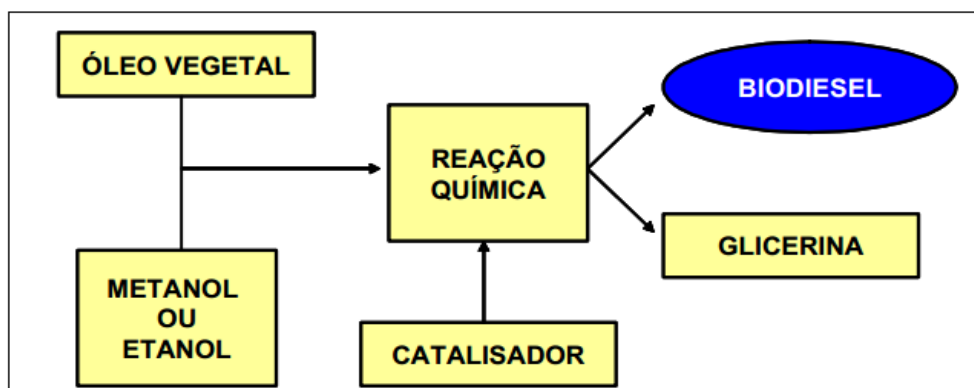 ÓLEO VEGETAL
BIODIESEL
REAÇÃO
QUÍMICA
GLICERINA
METANOL
OU
ETANOL
CATALISADOR